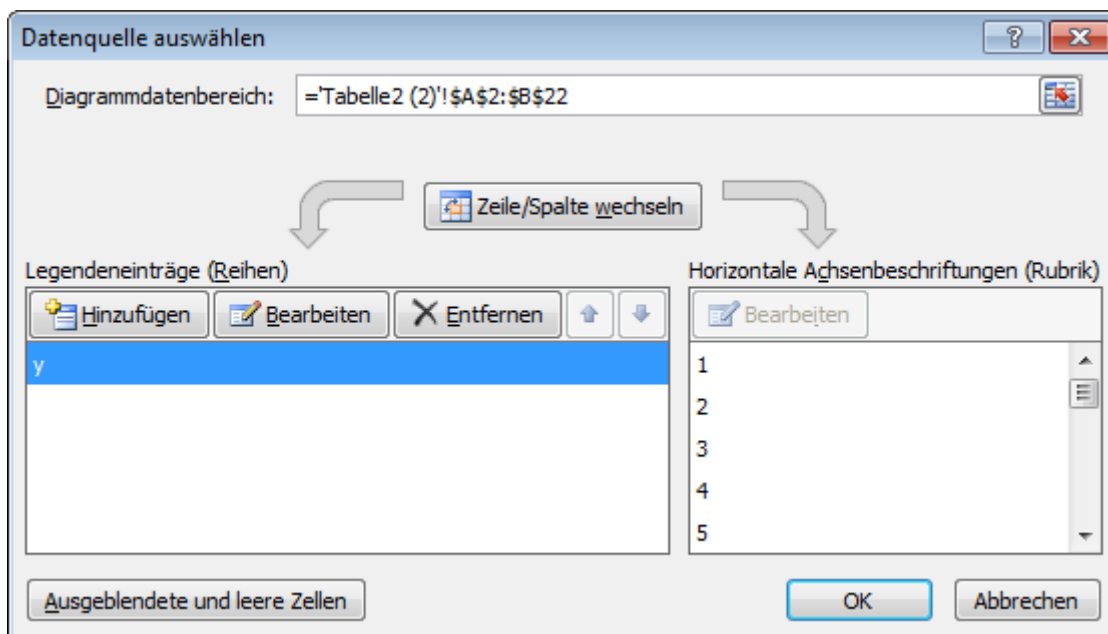 Datenquelle auswählen
Diagrammdatenbereich: ='Tabelle2 (2)'!$A$2:$B$22
Zeile/Spalte wechseln
Legendeneinträge (Reihen)
Hinzufügen Bearbeiten Entfernen
y
Horizontale Achsenbeschriftungen (Rubrik)
Bearbeiten
1
2
3
4
5
Ausgeblendete und leere Zellen
OK Abbrechen